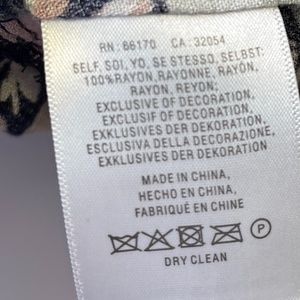 RN: 66170 CA: 32054
SELF, SOI, YO, SE STESSO, SELBST:
100%RAYON, RAYONNE, RAYÓN,
RAYON, REYON;
EXCLUSIVE OF DECORATION,
EXCLUSIF OF DECORATION,
EXKLUSIVES DER DEKORATION,
ESCLUSIVA DELLA DECORAZIONE,
EXKLUSIVES DER DEKORATION
MADE IN CHINA,
HECHO EN CHINA,
FABRIQUÉ EN CHINE
P
DRY CLEAN